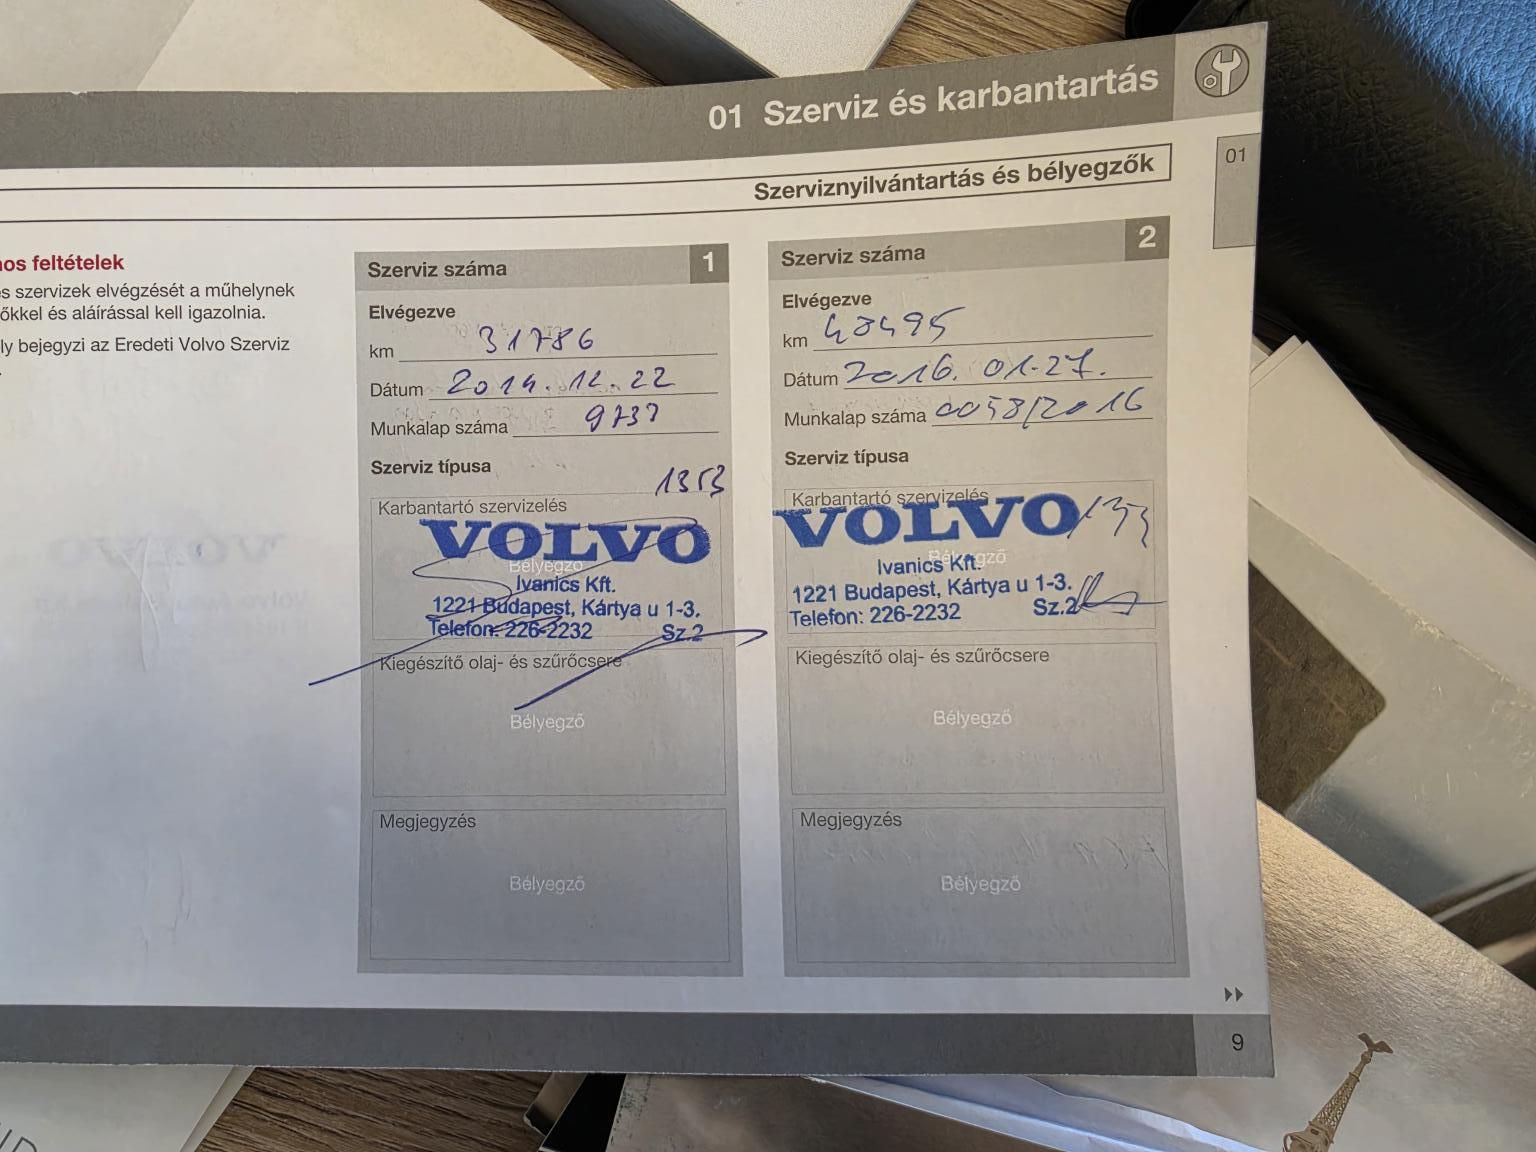 01 Szerviz és karbantartás
Szerviznyilvántartás és bélyegzők
01
nos feltételek
s szervizek elvégzését a műhelynek
őkkel és aláírással kell igazolnia.
ly bejegyzi az Eredeti Volvo Szerviz
.
Szerviz száma 1
Elvégezve
km 31786
Dátum 2014.12.22
Munkalap száma 9737
Szerviz típusa
1353
Karbantartó szervizelés
VOLVO
Bélyegző
Ivanics Kft.
1221 Budapest, Kártya u 1-3.
Telefon: 226-2232 Sz.2
Kiegészítő olaj- és szűrőcsere
Bélyegző
Megjegyzés
Bélyegző
Szerviz száma 2
Elvégezve
km 48495
Dátum 2016. 01.27.
Munkalap száma 0058/2016
Szerviz típusa
Karbantartó szervizelés
VOLVO
Bélyegző
Ivanics Kft.
1221 Budapest, Kártya u 1-3.
Telefon: 226-2232 Sz.2
Kiegészítő olaj- és szűrőcsere
Bélyegző
Megjegyzés
Bélyegző
9